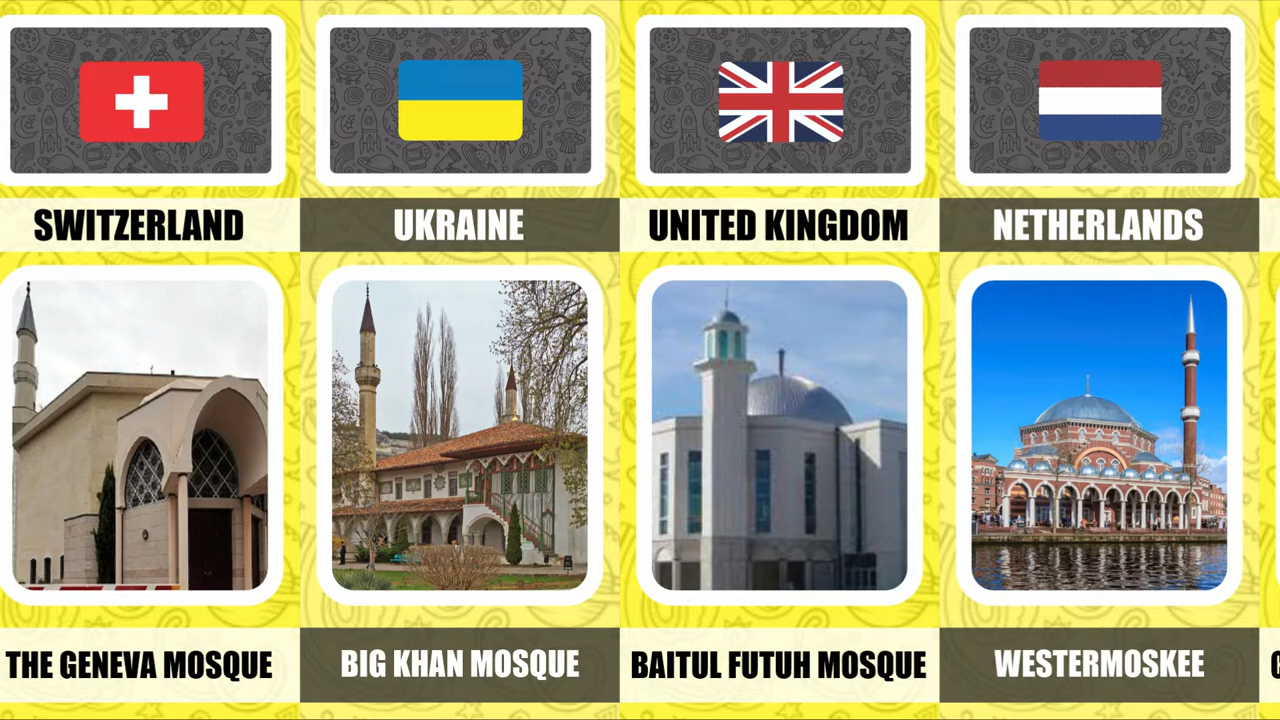 SWITZERLAND
UKRAINE
UNITED KINGDOM
NETHERLANDS
THE GENEVA MOSQUE
BIG KHAN MOSQUE
BAITUL FUTUH MOSQUE
WESTERMOSKEE